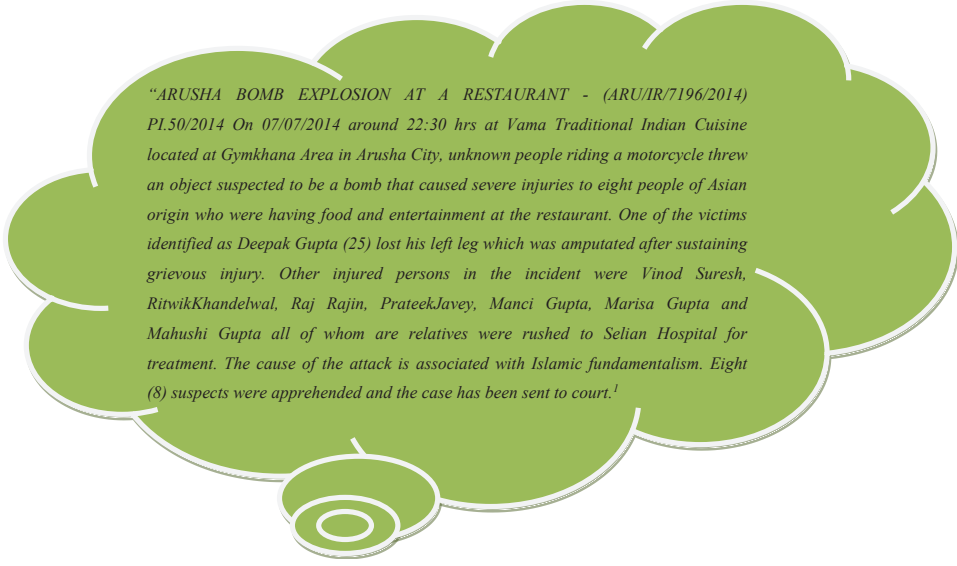 “ARUSHA BOMB EXPLOSION AT A RESTAURANT - (ARU/IR/7196/2014)
PI.50/2014 On 07/07/2014 around 22:30 hrs at Vama Traditional Indian Cuisine
located at Gymkhana Area in Arusha City, unknown people riding a motorcycle threw
an object suspected to be a bomb that caused severe injuries to eight people of Asian
origin who were having food and entertainment at the restaurant. One of the victims
identified as Deepak Gupta (25) lost his left leg which was amputated after sustaining
grievous injury. Other injured persons in the incident were Vinod Suresh,
RitwikKhandelwal, Raj Rajin, PrateekJavey, Manci Gupta, Marisa Gupta and
Mahushi Gupta all of whom are relatives were rushed to Selian Hospital for
treatment. The cause of the attack is associated with Islamic fundamentalism. Eight
(8) suspects were apprehended and the case has been sent to court.1